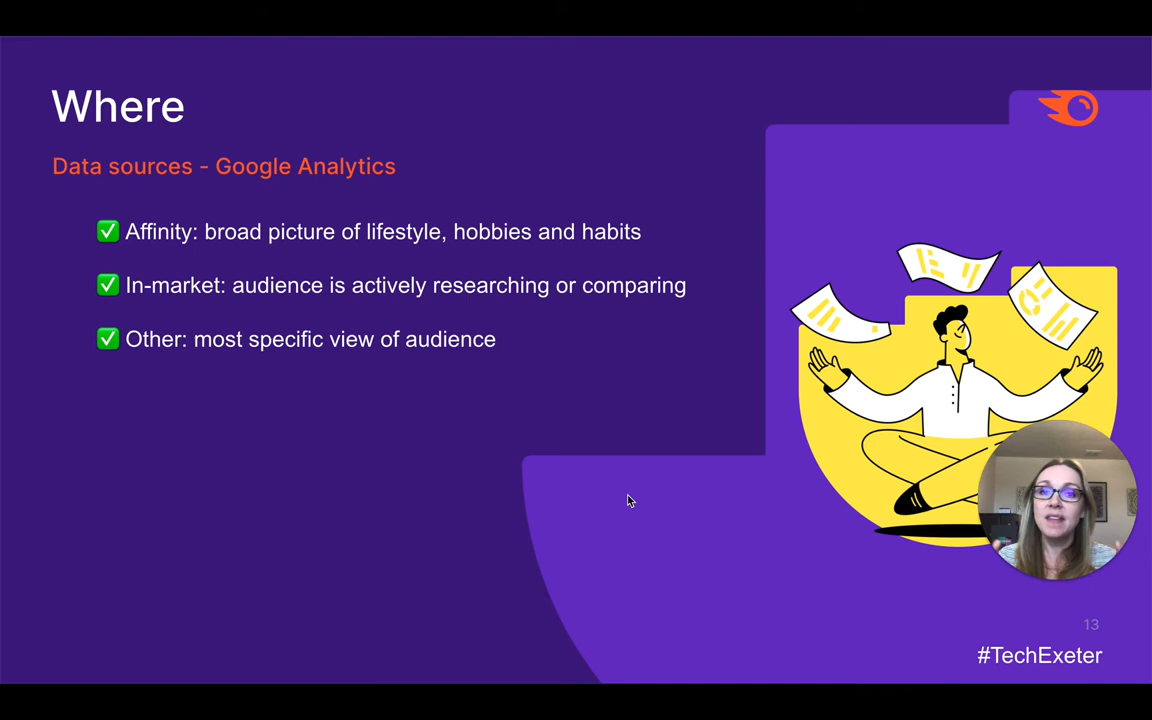 Where
Data sources - Google Analytics
✅ Affinity: broad picture of lifestyle, hobbies and habits
✅ In-market: audience is actively researching or comparing
✅ Other: most specific view of audience
13
#TechExeter